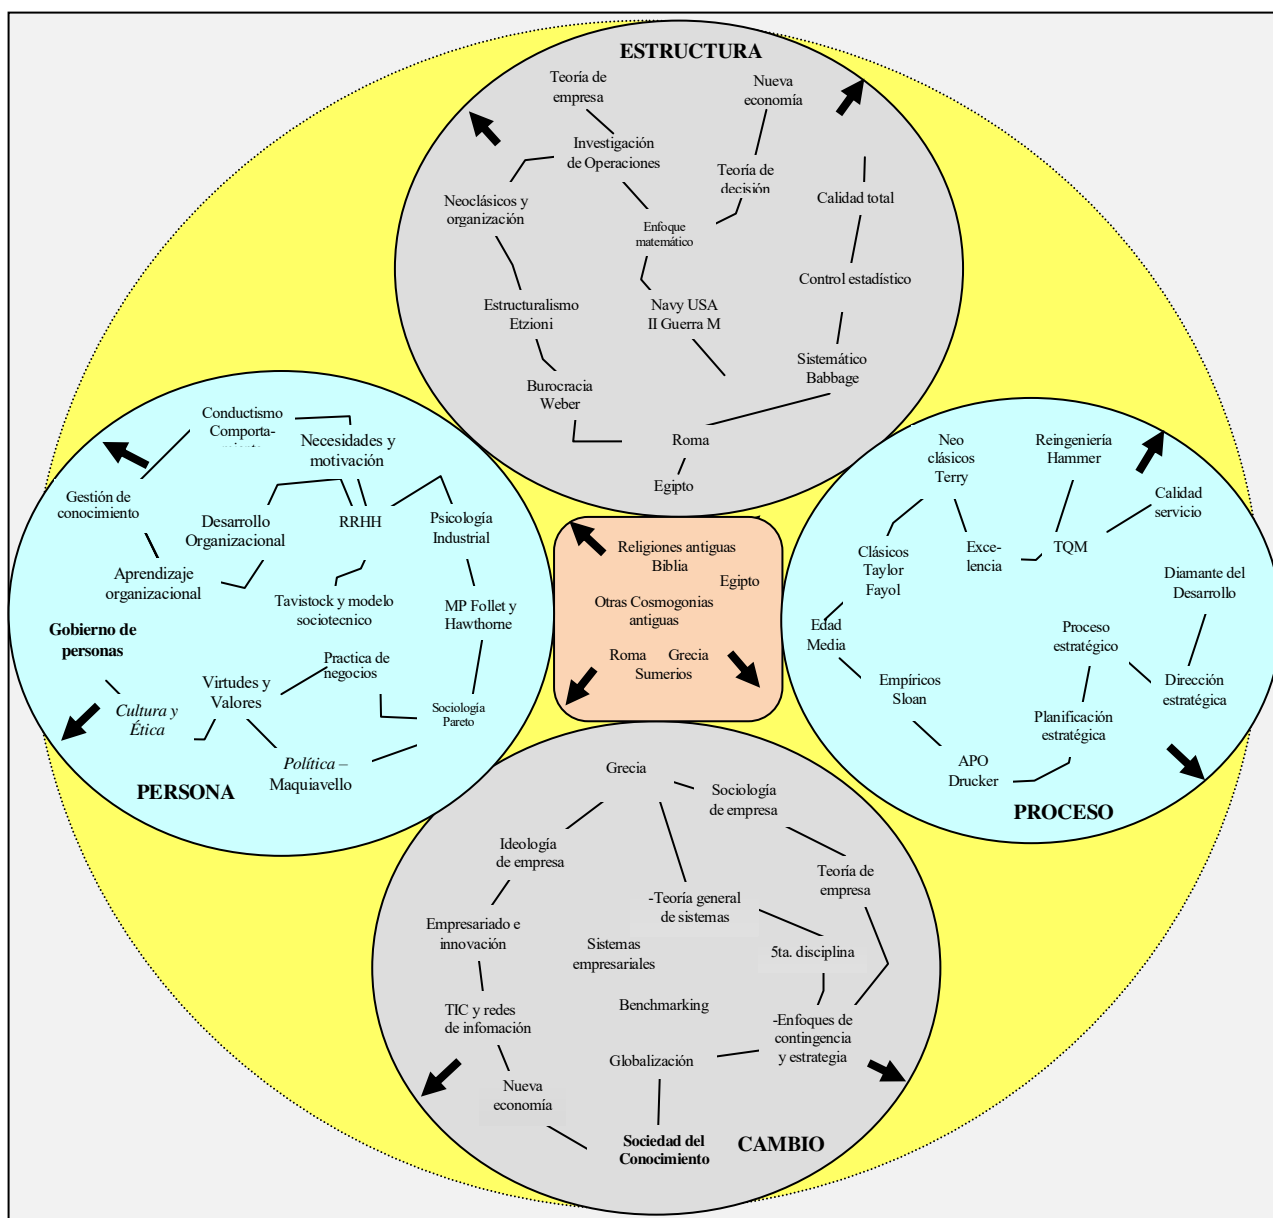 ESTRUCTURA
Teoría de
empresa
Nueva
economía
Investigación
de Operaciones
Teoría de
decisión
Neoclásicos y
organización
Calidad total
Enfoque
matemático
Control estadístico
Estructuralismo
Etzioni
Navy USA
II Guerra M
Sistemático
Babbage
Burocracia
Weber
Roma
Egipto
Conductismo
Comporta-
miento
Necesidades y
motivación
Gestión de
conocimiento
Desarrollo
Organizacional
RRHH
Psicología
Industrial
Aprendizaje
organizacional
Tavistock y modelo
sociotecnico
MP Follet y
Hawthorne
Gobierno de
personas
Practica de
negocios
Virtudes y
Valores
Cultura y
Ética
Sociología
Pareto
Política –
Maquiavello
PERSONA
Religiones antiguas
Biblia
Egipto
Otras Cosmogonias
antiguas
Roma Grecia
Sumerios
Neo
clásicos
Terry
Reingeniería
Hammer
Calidad
servicio
Clásicos
Taylor
Fayol
Exce-
lencia
TQM
Diamante del
Desarrollo
Edad
Media
Proceso
estratégico
Empíricos
Sloan
Dirección
estratégica
Planificación
estratégica
APO
Drucker
PROCESO
Grecia
Sociología
de empresa
Ideología
de empresa
Teoría de
empresa
-Teoría general
de sistemas
Empresariado e
innovación
Sistemas
empresariales
5ta. disciplina
TIC y redes
de infomación
Benchmarking
-Enfoques de
contingencia
y estrategia
Globalización
Nueva
economía
Sociedad del
Conocimiento
CAMBIO